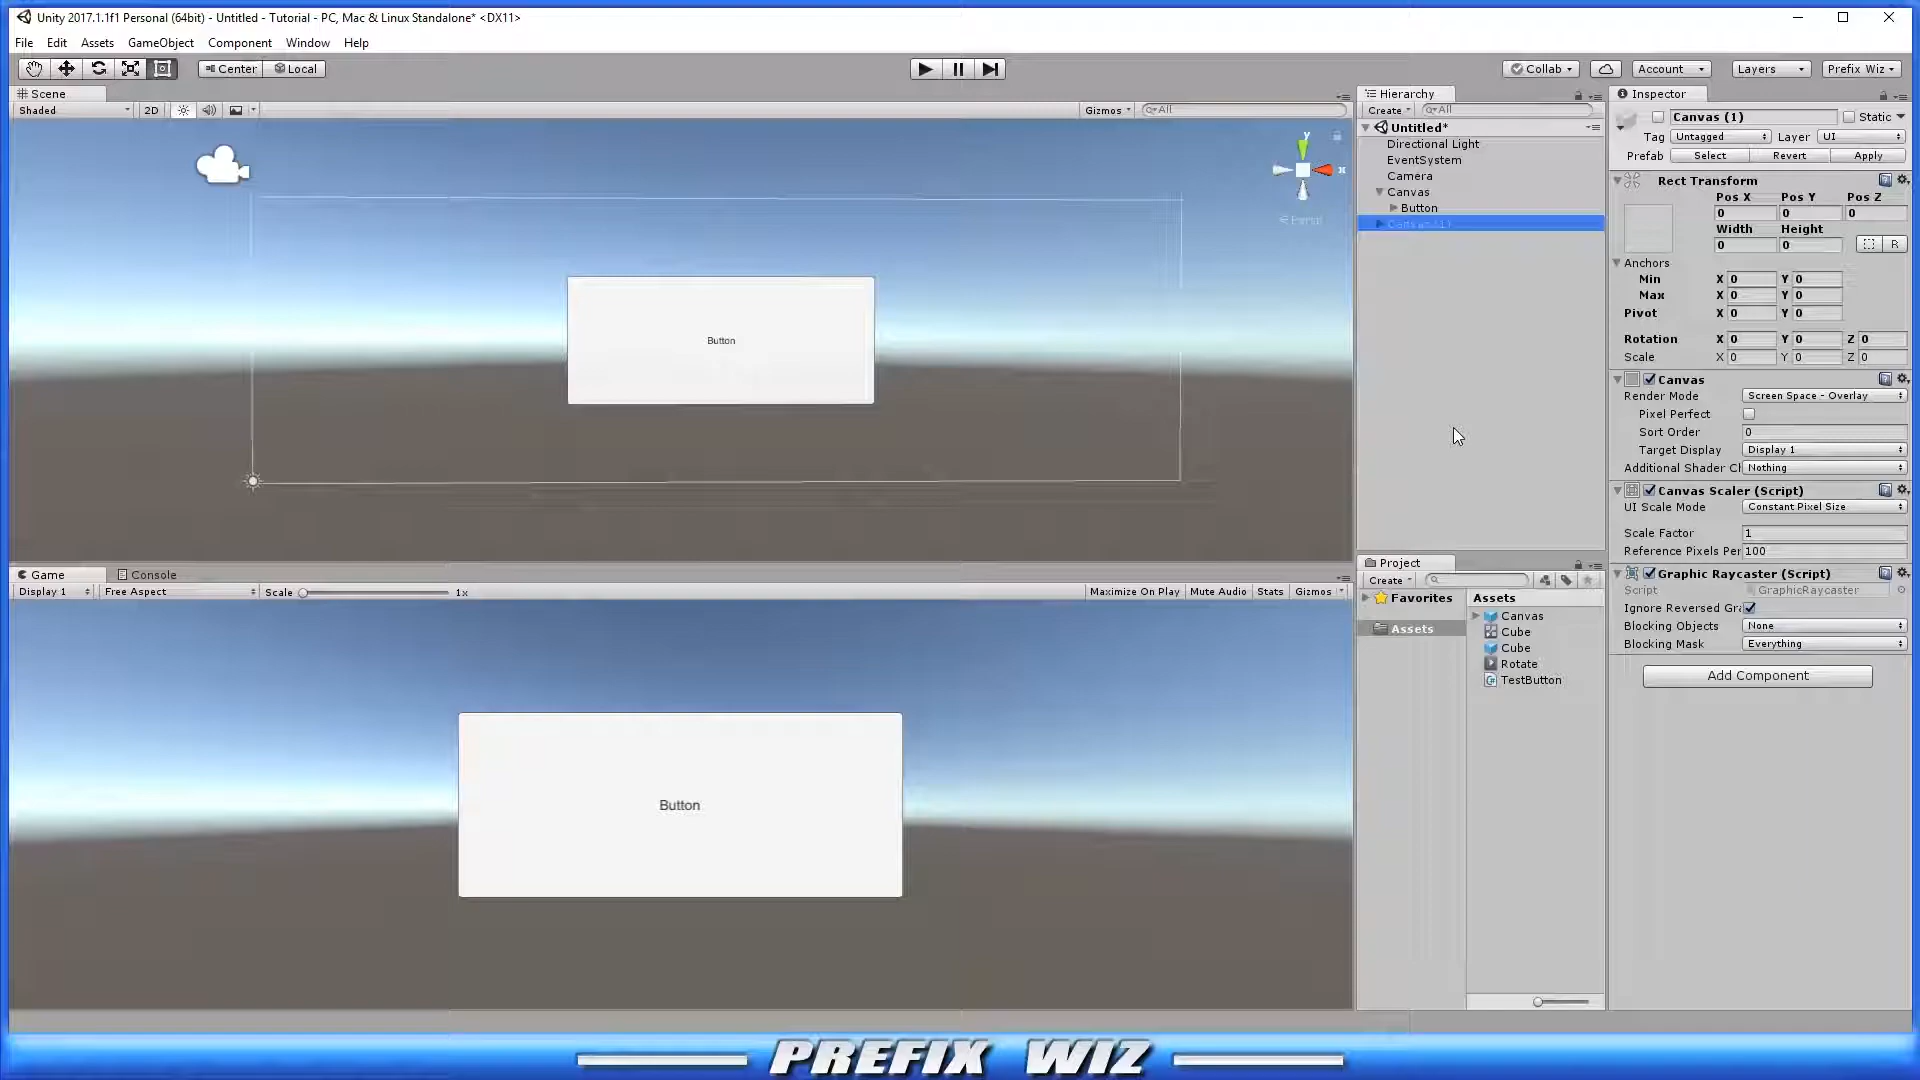 Unity 2017.1.1f1 Personal (64bit) - Untitled - Tutorial - PC, Mac & Linux Standalone* <DX11>
File Edit Assets GameObject Component Window Help
Center Local
Collab Account Layers Prefix Wiz
Scene
Shaded 2D Gizmos All
y
x
Persp
Button
Game Console
Display 1 Free Aspect Scale 1x Maximize On Play Mute Audio Stats Gizmos
Button
Hierarchy
Create All
Untitled*
Directional Light
EventSystem
Camera
Canvas
Button
Canvas (1)
Project
Create
Favorites
Assets
Assets
Canvas
Cube
Cube
Rotate
TestButton
Inspector
Canvas (1) Static
Tag Untagged Layer UI
Prefab Select Revert Apply
Rect Transform
Pos X Pos Y Pos Z
0 0 0
Width Height
0 0 R
Anchors
Min X 0 Y 0
Max X 0 Y 0
Pivot X 0 Y 0
Rotation X 0 Y 0 Z 0
Scale X 0 Y 0 Z 0
Canvas
Render Mode Screen Space - Overlay
Pixel Perfect
Sort Order 0
Target Display Display 1
Additional Shader Cl Nothing
Canvas Scaler (Script)
UI Scale Mode Constant Pixel Size
Scale Factor 1
Reference Pixels Per 100
Graphic Raycaster (Script)
Script GraphicRaycaster
Ignore Reversed Gra
Blocking Objects None
Blocking Mask Everything
Add Component
PREFIX WIZ